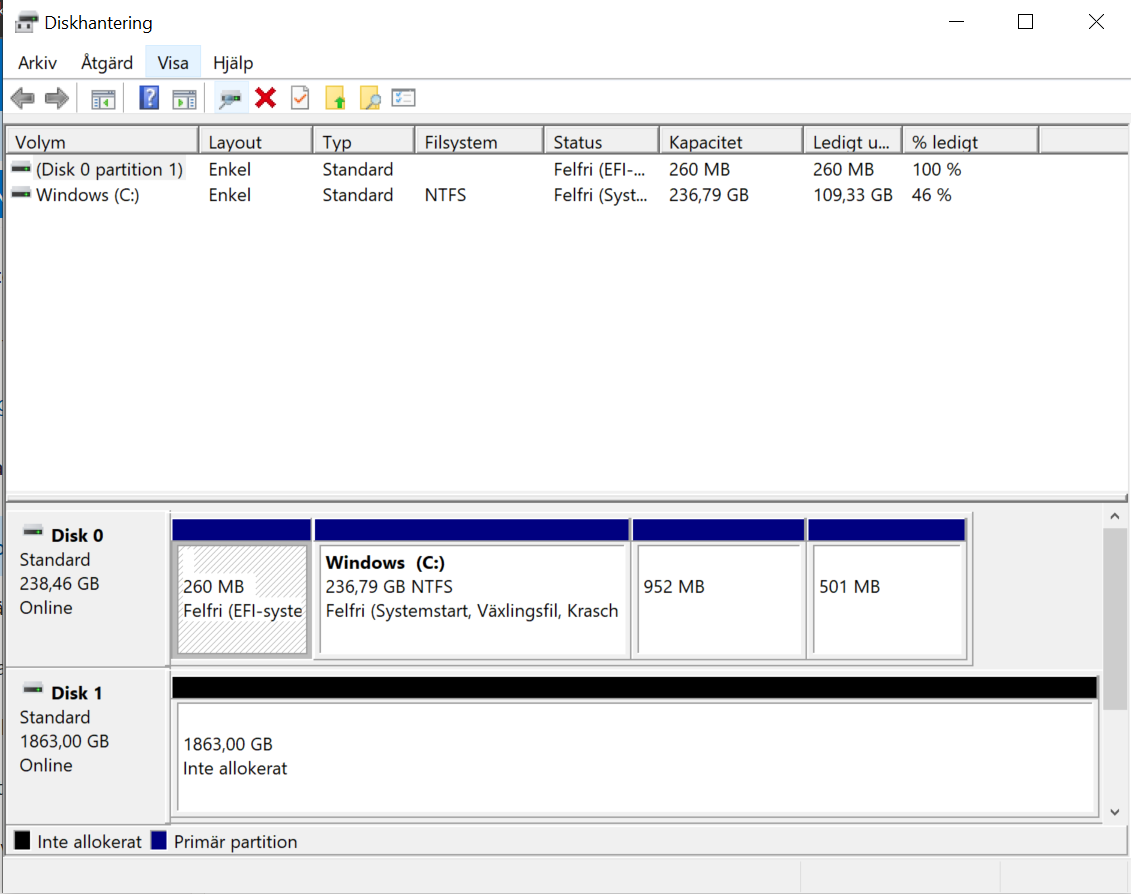 Diskhantering
Arkiv Åtgärd Visa Hjälp
Volym Layout Typ Filsystem Status Kapacitet Ledigt u... % ledigt
(Disk 0 partition 1) Enkel Standard Felfri (EFI-... 260 MB 260 MB 100 %
Windows (C:) Enkel Standard NTFS Felfri (Syst... 236,79 GB 109,33 GB 46 %
Disk 0
Standard
238,46 GB
Online
260 MB
Felfri (EFI-syste
Windows (C:)
236,79 GB NTFS
Felfri (Systemstart, Växlingsfil, Krasch
952 MB
501 MB
Disk 1
Standard
1863,00 GB
Online
1863,00 GB
Inte allokerat
Inte allokerat Primär partition